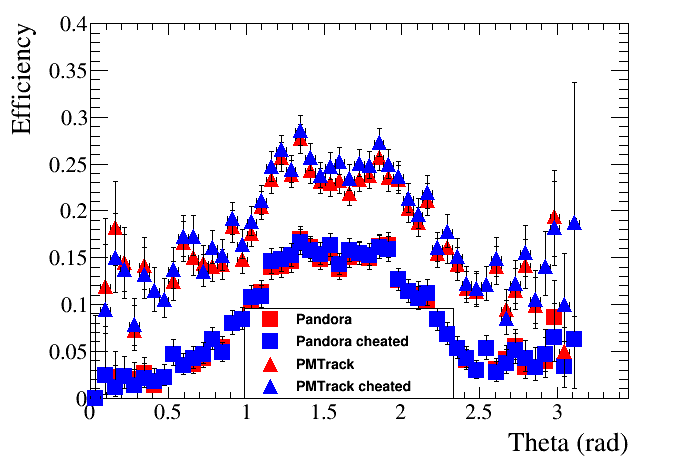 Efficiency
0.4
0.35
0.3
0.25
0.2
0.15
0.1
0.05
0
Pandora
Pandora cheated
PMTrack
PMTrack cheated
0 0.5 1 1.5 2 2.5 3
Theta (rad)